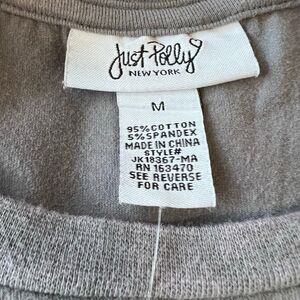 Just Polly
NEW YORK
M
95% COTTON
5% SPANDEX
MADE IN CHINA
STYLE#
JK18367-MA
RN 163470
SEE REVERSE
FOR CARE